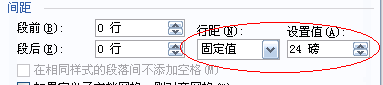 间距
段前(B): 0 行 行距(N): 设置值(A):
段后(E): 0 行 固定值 24 磅
在相同样式的段落间不添加空格(M)